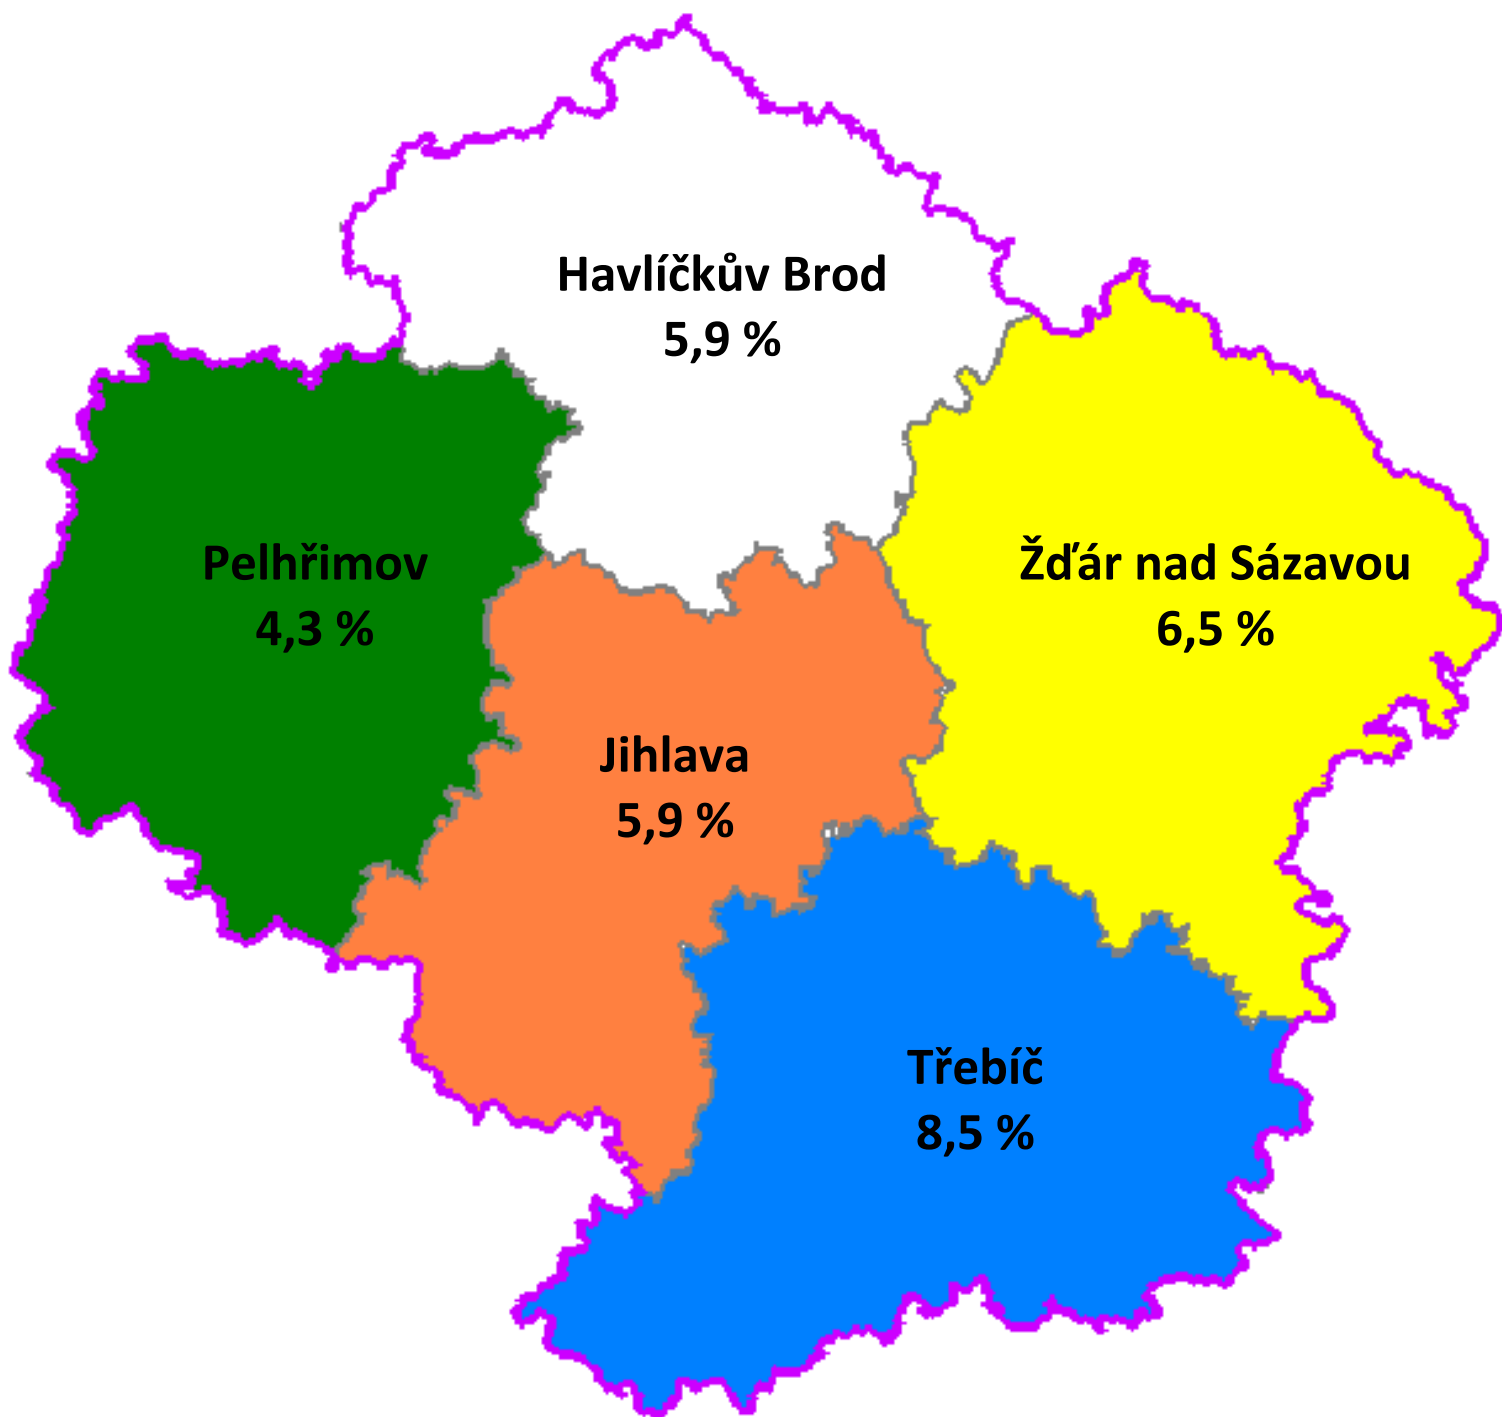 Havlíčkův Brod
5,9 %
Pelhřimov
4,3 %
Žďár nad Sázavou
6,5 %
Jihlava
5,9 %
Třebíč
8,5 %